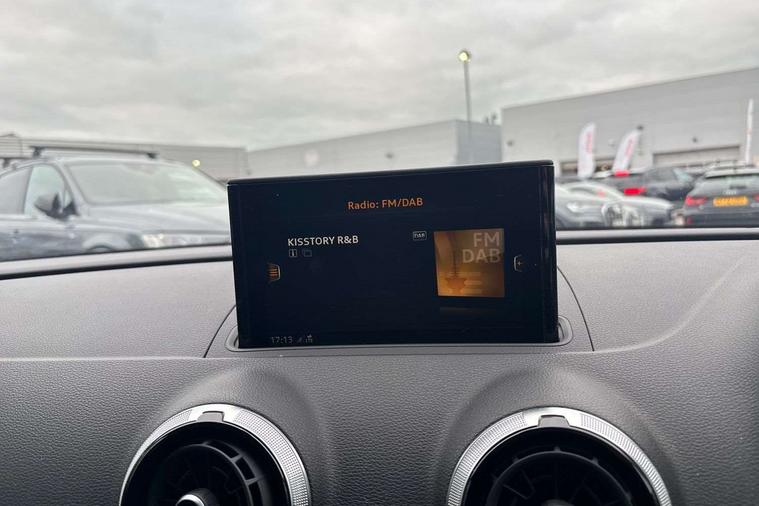 Radio: FM/DAB
KISSTORY R&B
DAB
FM
DAB
17:13